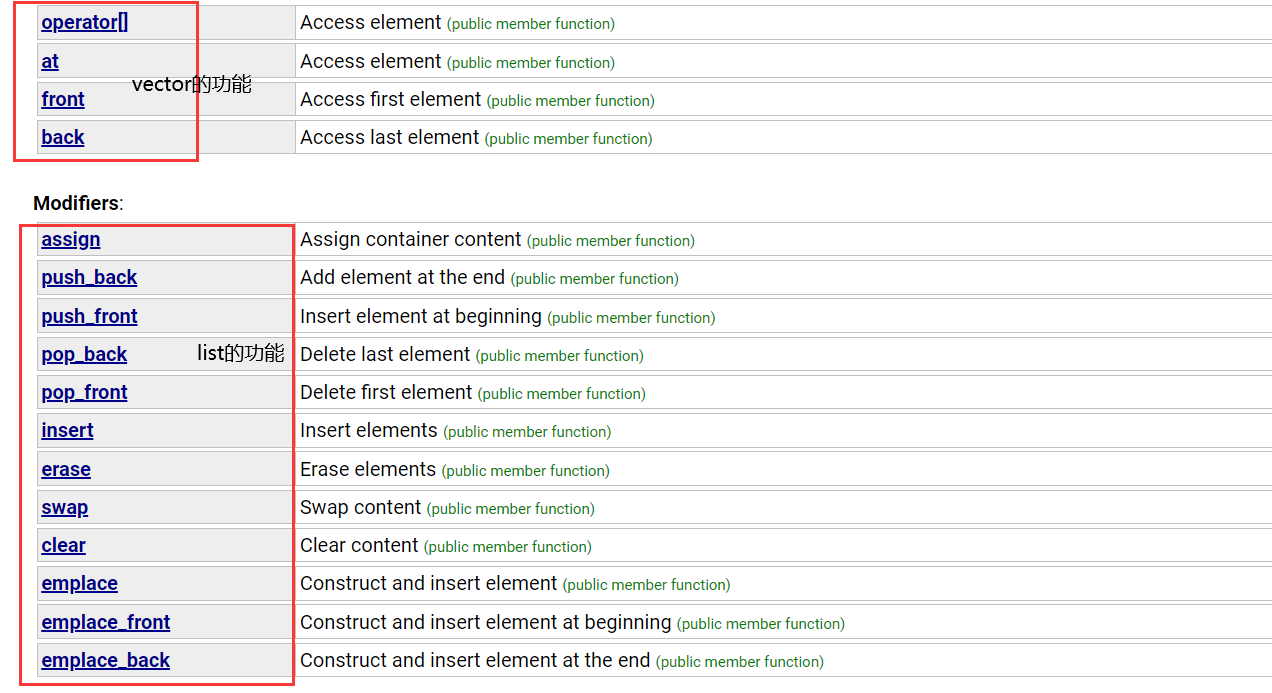 operator[] Access element (public member function)
at Access element (public member function)
vector的功能
front Access first element (public member function)
back Access last element (public member function)
Modifiers:
assign Assign container content (public member function)
push_back Add element at the end (public member function)
push_front Insert element at beginning (public member function)
pop_back list的功能 Delete last element (public member function)
pop_front Delete first element (public member function)
insert Insert elements (public member function)
erase Erase elements (public member function)
swap Swap content (public member function)
clear Clear content (public member function)
emplace Construct and insert element (public member function)
emplace_front Construct and insert element at beginning (public member function)
emplace_back Construct and insert element at the end (public member function)